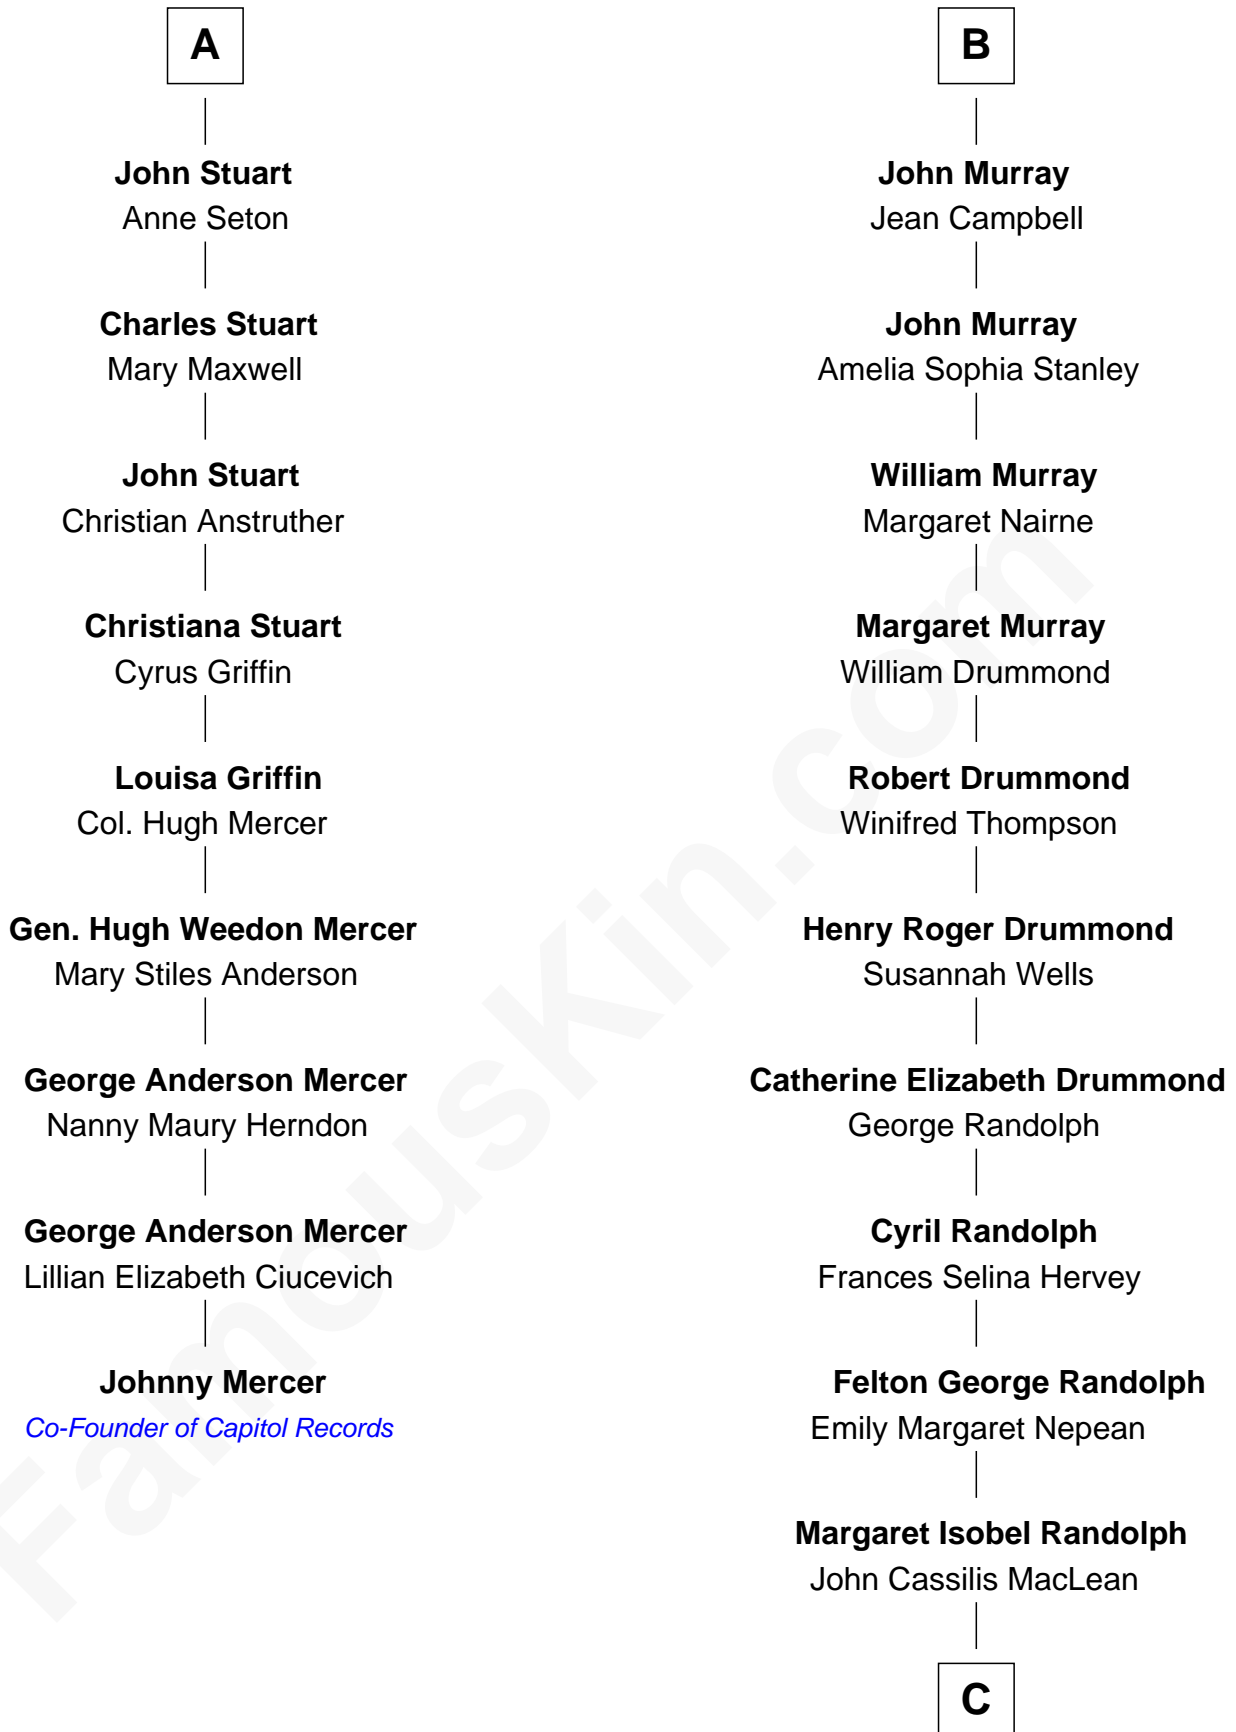 A
John Stuart
Anne Seton
Charles Stuart
Mary Maxwell
John Stuart
Christian Anstruther
Christiana Stuart
Cyrus Griffin
Louisa Griffin
Col. Hugh Mercer
Gen. Hugh Weedon Mercer
Mary Stiles Anderson
George Anderson Mercer
Nanny Maury Herndon
George Anderson Mercer
Lillian Elizabeth Ciucevich
Johnny Mercer
Co-Founder of Capitol Records
B
John Murray
Jean Campbell
John Murray
Amelia Sophia Stanley
William Murray
Margaret Nairne
Margaret Murray
William Drummond
Robert Drummond
Winifred Thompson
Henry Roger Drummond
Susannah Wells
Catherine Elizabeth Drummond
George Randolph
Cyril Randolph
Frances Selina Hervey
Felton George Randolph
Emily Margaret Nepean
Margaret Isobel Randolph
John Cassilis MacLean
C
FamousKin.com